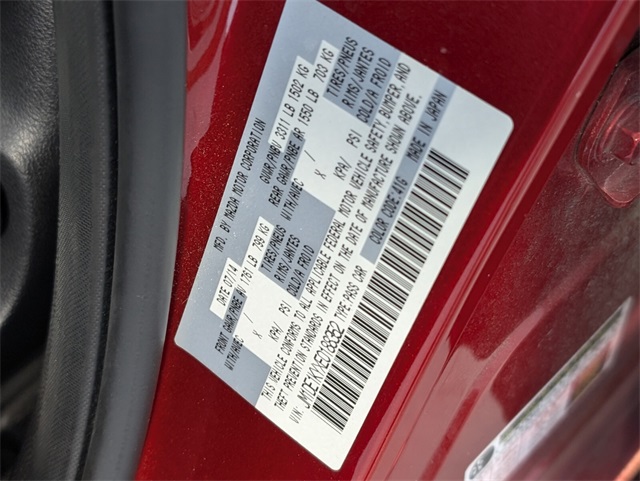 MFD. BY MAZDA MOTOR CORPORATION
DATE 07/14 GVWR/PNBV 3311 LB 1502 KG
FRONT GAWR/PNBE AV 1761 LB 799 KG REAR GAWR/PNBE AR 1550 LB 703 KG
WITH/AVEC / TIRES/PNEUS WITH/AVEC / TIRES/PNEUS
X RIMS/JANTES X RIMS/JANTES
KPA/ PSI COLD/A FROID KPA/ PSI COLD/A FROID
THIS VEHICLE CONFORMS TO ALL APPLICABLE FEDERAL MOTOR VEHICLE SAFETY BUMPER, AND
THEFT PREVENTION STANDARDS IN EFFECT ON THE DATE OF MANUFACTURE SHOWN ABOVE.
VIN: TYPE PASS CAR COLOR CODE 41G MADE IN JAPAN